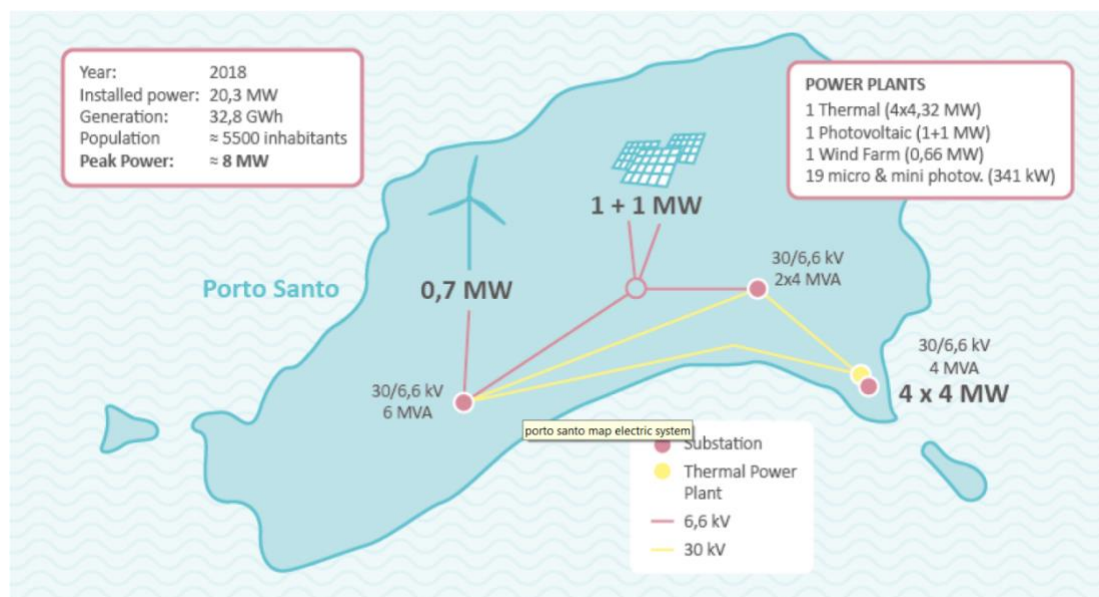 Year: 2018
Installed power: 20,3 MW
Generation: 32,8 GWh
Population ≈ 5500 inhabitants
Peak Power: ≈ 8 MW
POWER PLANTS
1 Thermal (4x4,32 MW)
1 Photovoltaic (1+1 MW)
1 Wind Farm (0,66 MW)
19 micro & mini photov. (341 kW)
1 + 1 MW
Porto Santo
0,7 MW
30/6,6 kV
2x4 MVA
30/6,6 kV
4 MVA
4 x 4 MW
30/6,6 kV
6 MVA
porto santo map electric system
Substation
Thermal Power
Plant
6,6 kV
30 kV